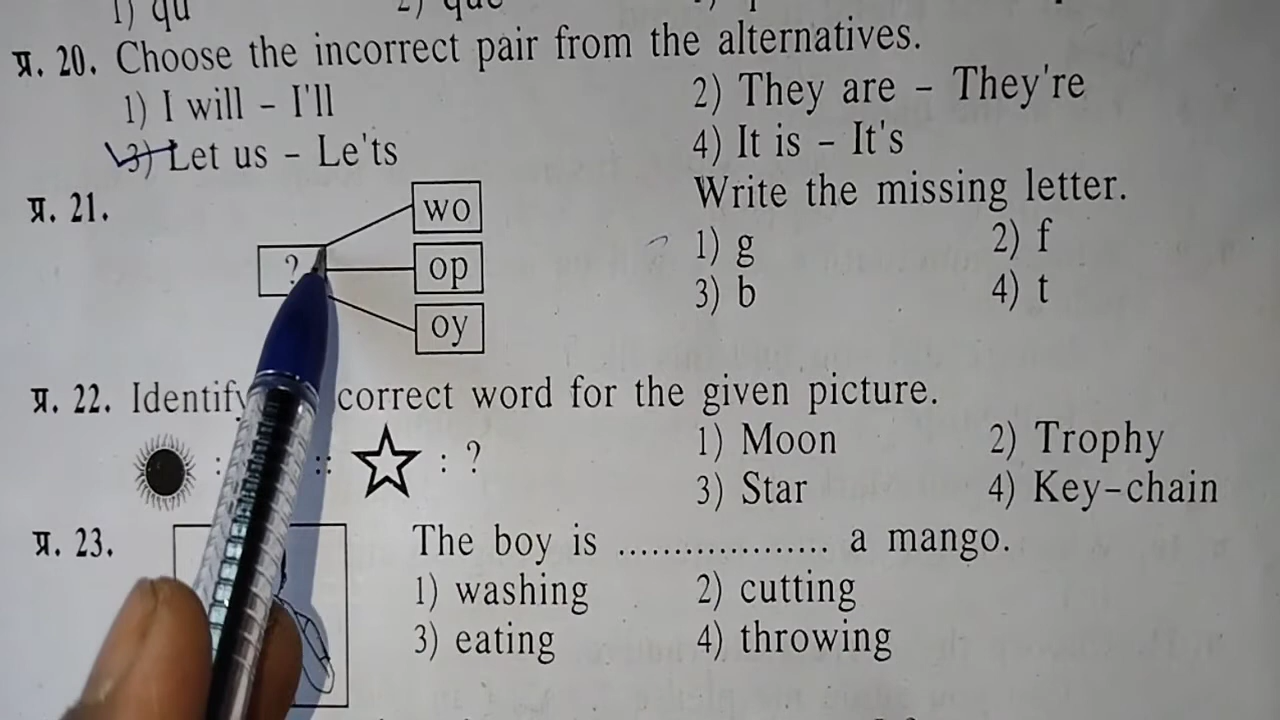 1) qu
प्र. 20. Choose the incorrect pair from the alternatives.
1) I will – I'll 2) They are – They're
3) Let us – Le'ts 4) It is – It's
प्र. 21. Write the missing letter.
wo
? op
oy
1) g 2) f
3) b 4) t
प्र. 22. Identify correct word for the given picture.
: :: : ?
1) Moon 2) Trophy
3) Star 4) Key-chain
प्र. 23. The boy is ................... a mango.
1) washing 2) cutting
3) eating 4) throwing